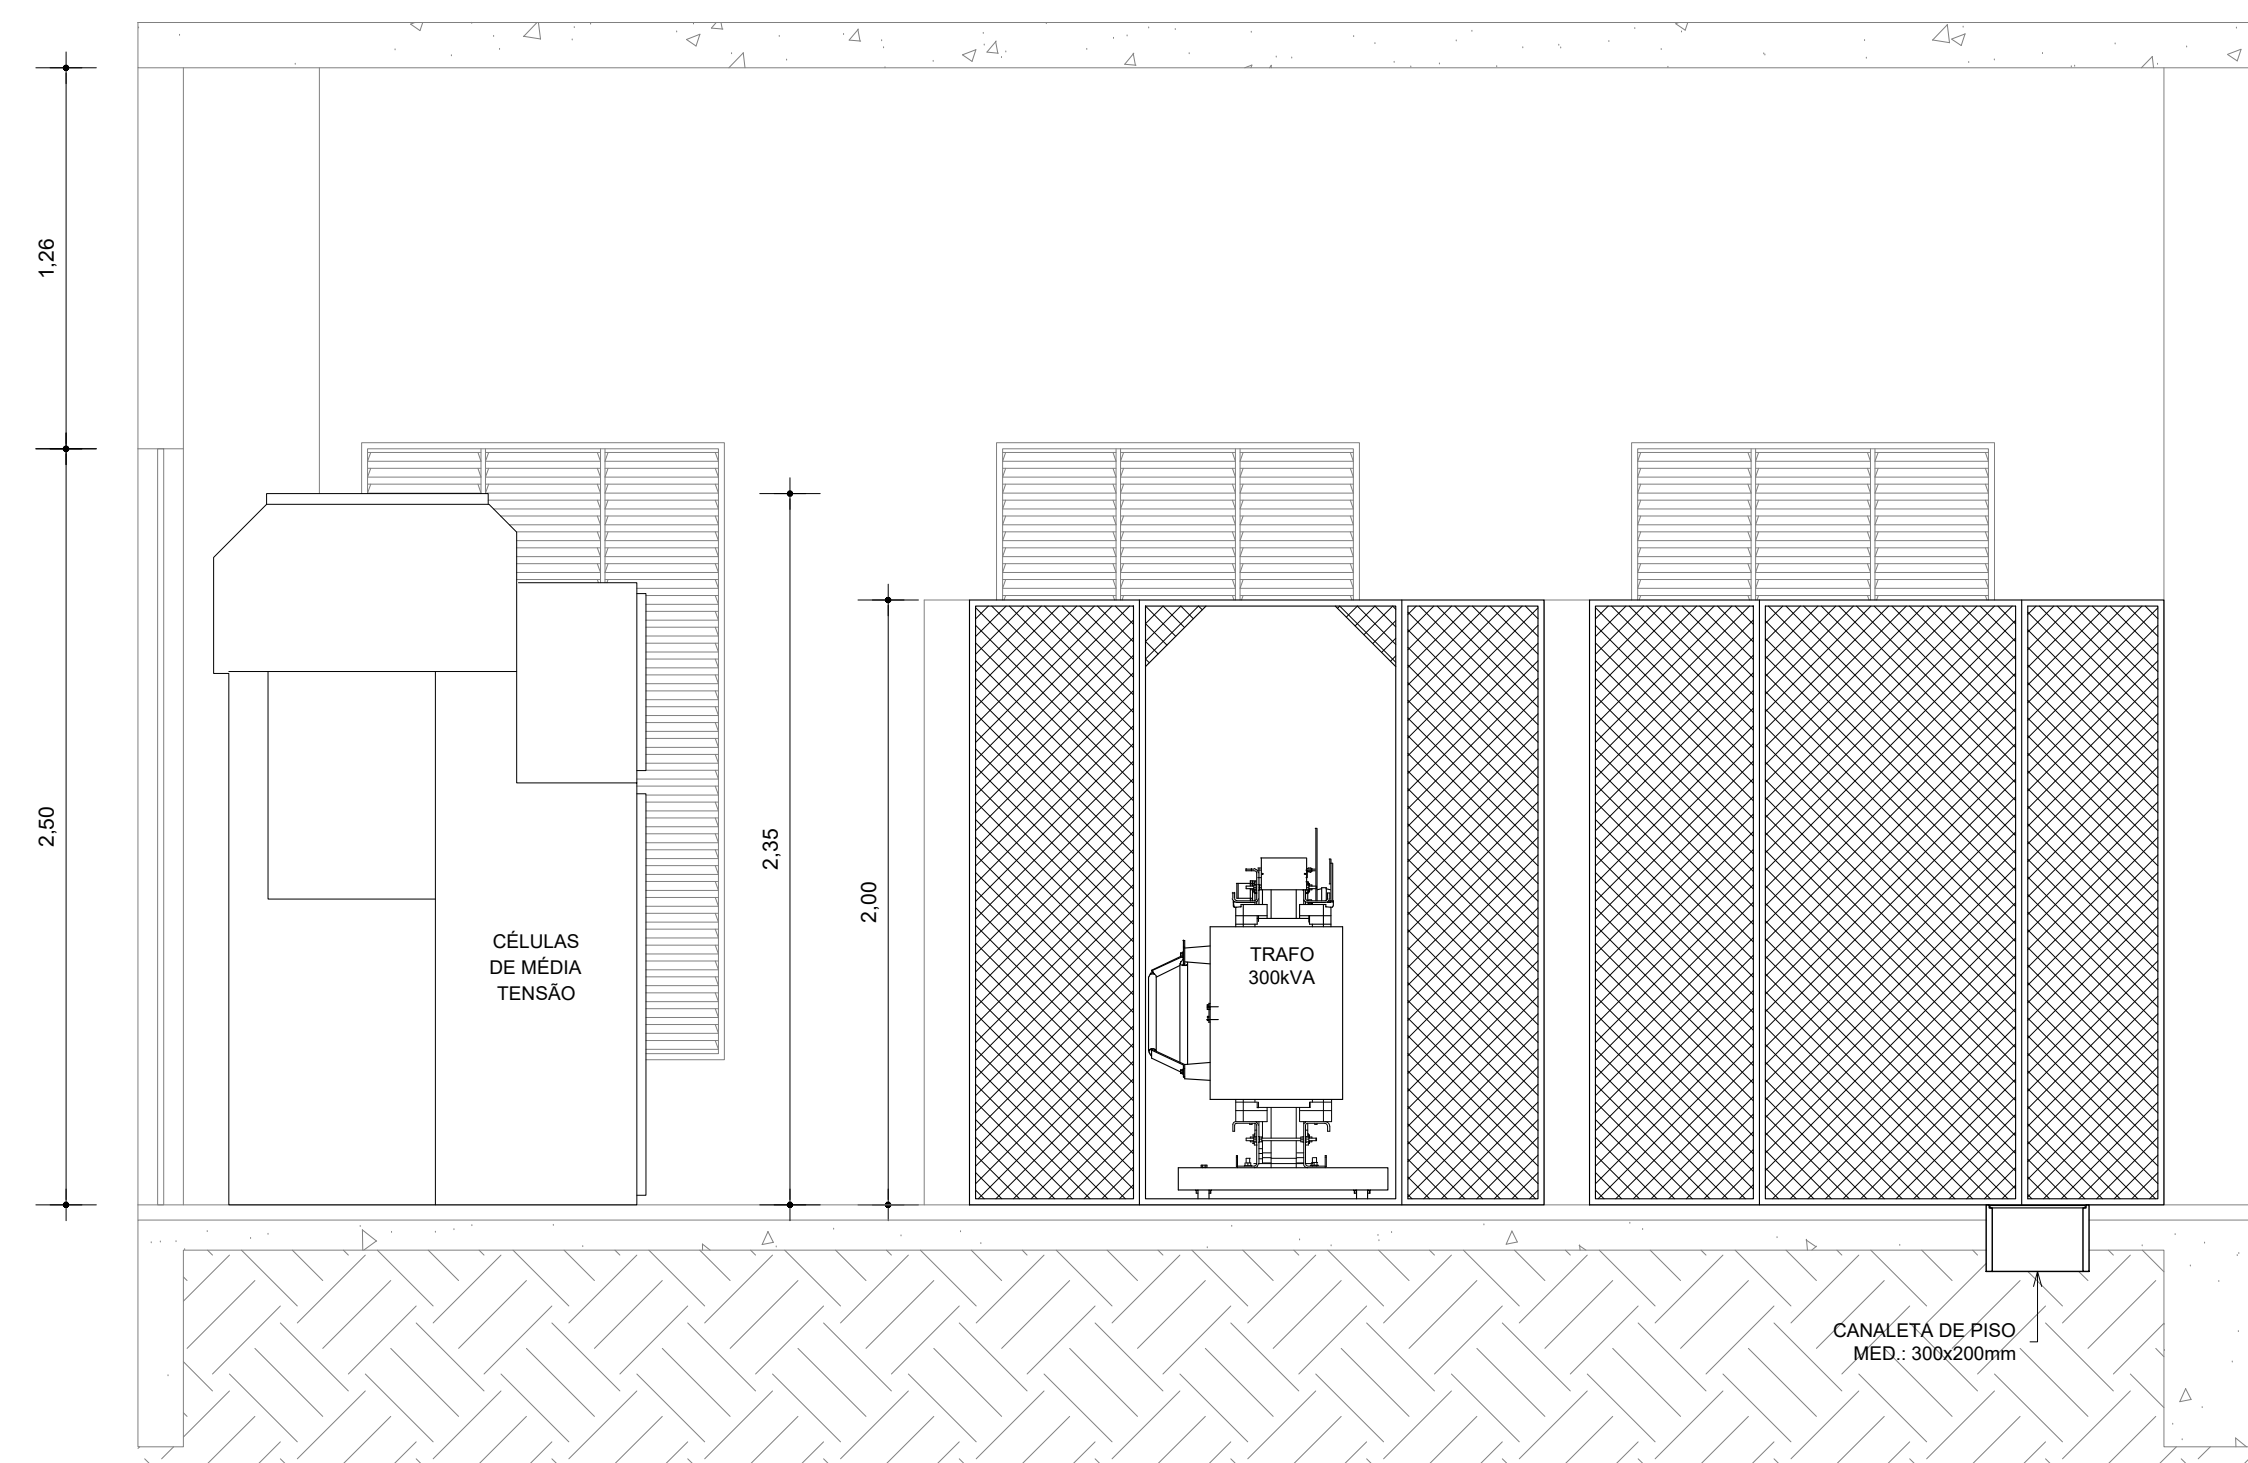 1,26
2,50
2,35
2,00
CÉLULAS
DE MÉDIA
TENSÃO
TRAFO
300kVA
CANALETA DE PISO
MED.: 300x200mm